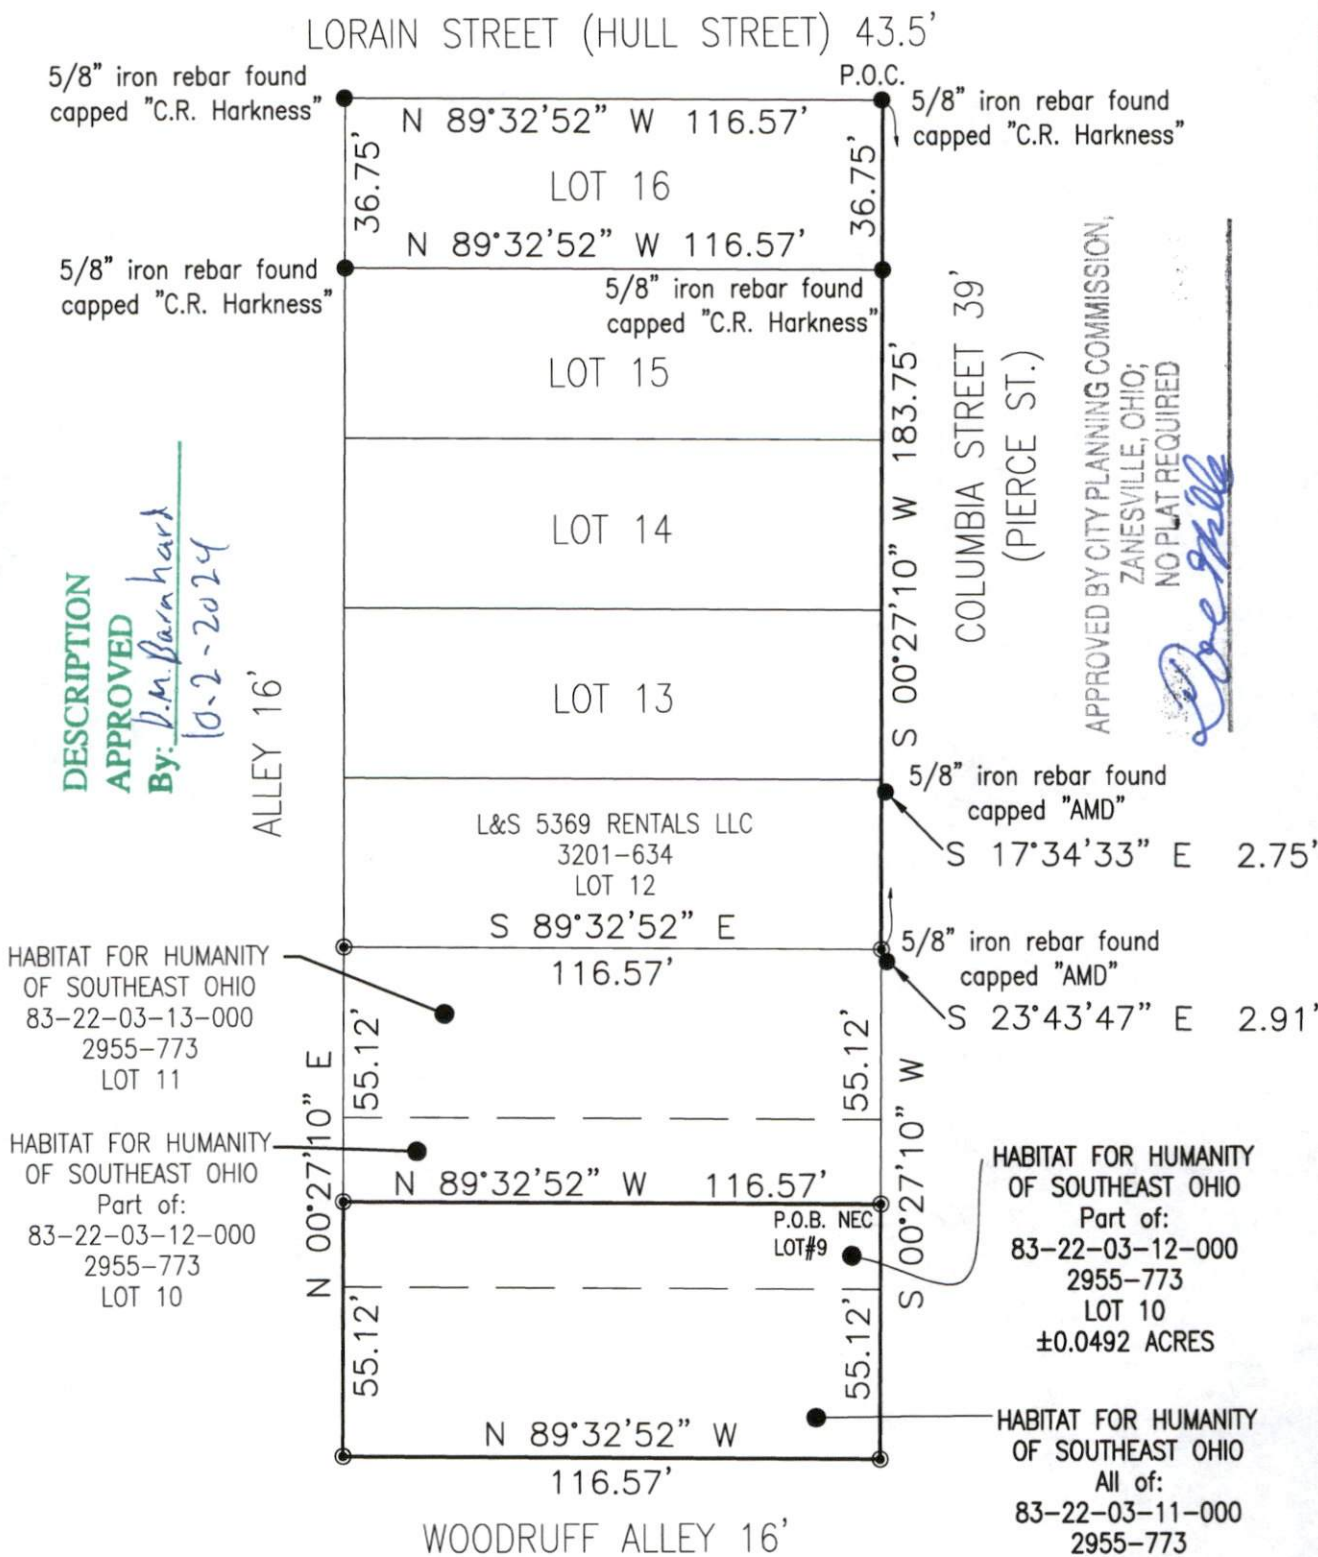 LORAIN STREET (HULL STREET) 43.5'
5/8" iron rebar found
capped "C.R. Harkness"
P.O.C.
5/8" iron rebar found
capped "C.R. Harkness"
N 89°32'52" W 116.57'
36.75'
36.75'
LOT 16
N 89°32'52" W 116.57'
5/8" iron rebar found
capped "C.R. Harkness"
5/8" iron rebar found
capped "C.R. Harkness"
LOT 15
LOT 14
LOT 13
S 00°27'10" W 183.75'
COLUMBIA STREET 39'
(PIERCE ST.)
APPROVED BY CITY PLANNING COMMISSION,
ZANESVILLE, OHIO;
NO PLAT REQUIRED
DESCRIPTION
APPROVED
By: D.M. Barnhard
10-2-2024
ALLEY 16'
5/8" iron rebar found
capped "AMD"
S 17°34'33" E 2.75'
L&S 5369 RENTALS LLC
3201-634
LOT 12
S 89°32'52" E
116.57'
5/8" iron rebar found
capped "AMD"
S 23°43'47" E 2.91'
HABITAT FOR HUMANITY
OF SOUTHEAST OHIO
83-22-03-13-000
2955-773
LOT 11
55.12'
55.12'
N 00°27'10" E
S 00°27'10" W
HABITAT FOR HUMANITY
OF SOUTHEAST OHIO
Part of:
83-22-03-12-000
2955-773
LOT 10
N 89°32'52" W 116.57'
P.O.B. NEC
LOT#9
HABITAT FOR HUMANITY
OF SOUTHEAST OHIO
Part of:
83-22-03-12-000
2955-773
LOT 10
±0.0492 ACRES
55.12'
55.12'
N 89°32'52" W
116.57'
HABITAT FOR HUMANITY
OF SOUTHEAST OHIO
All of:
83-22-03-11-000
2955-773
WOODRUFF ALLEY 16'